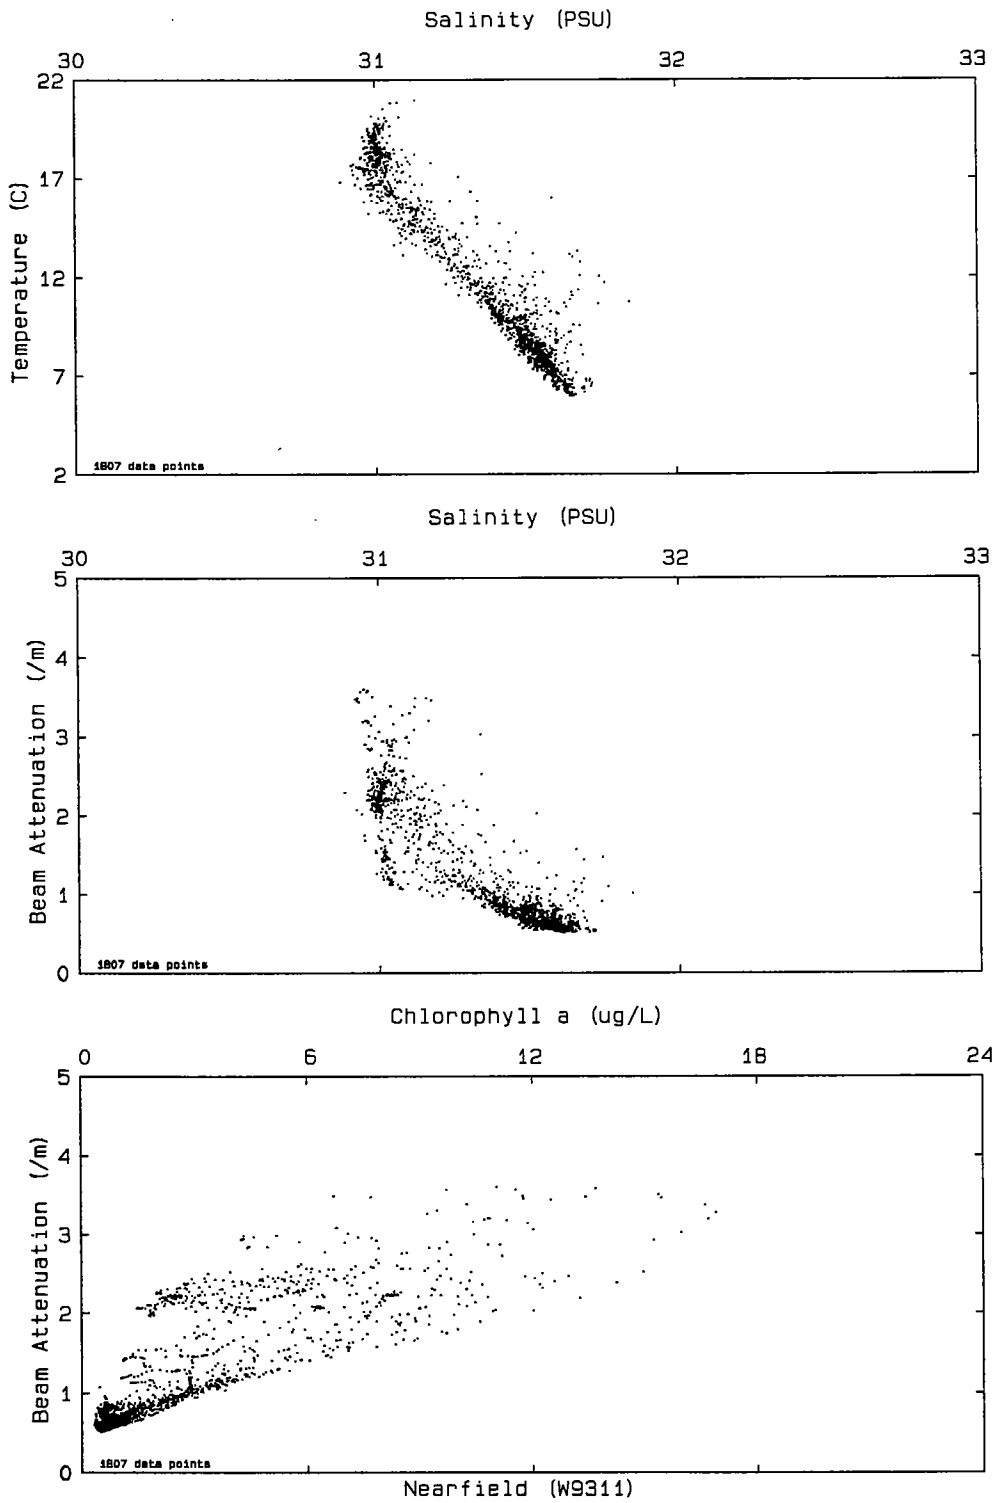 Salinity (PSU)
30 31 32 33
22
17
12
7
2
Temperature (C)
1807 data points
Salinity (PSU)
30 31 32 33
5
4
3
2
1
0
Beam Attenuation (/m)
1807 data points
Chlorophyll a (ug/L)
0 6 12 18 24
5
4
3
2
1
0
Beam Attenuation (/m)
1807 data points
Nearfield (W9311)